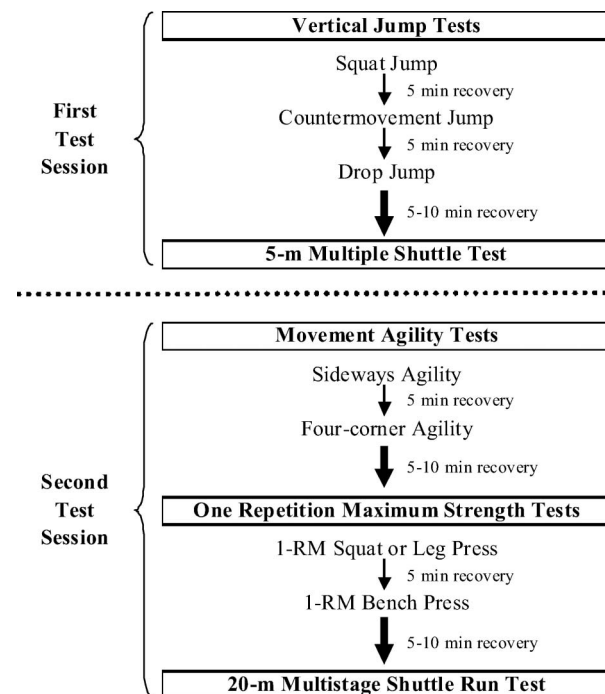 Vertical Jump Tests
Squat Jump
5 min recovery
Countermovement Jump
5 min recovery
Drop Jump
5-10 min recovery
5-m Multiple Shuttle Test
First
Test
Session
Movement Agility Tests
Sideways Agility
5 min recovery
Four-corner Agility
5-10 min recovery
One Repetition Maximum Strength Tests
1-RM Squat or Leg Press
5 min recovery
1-RM Bench Press
5-10 min recovery
20-m Multistage Shuttle Run Test
Second
Test
Session